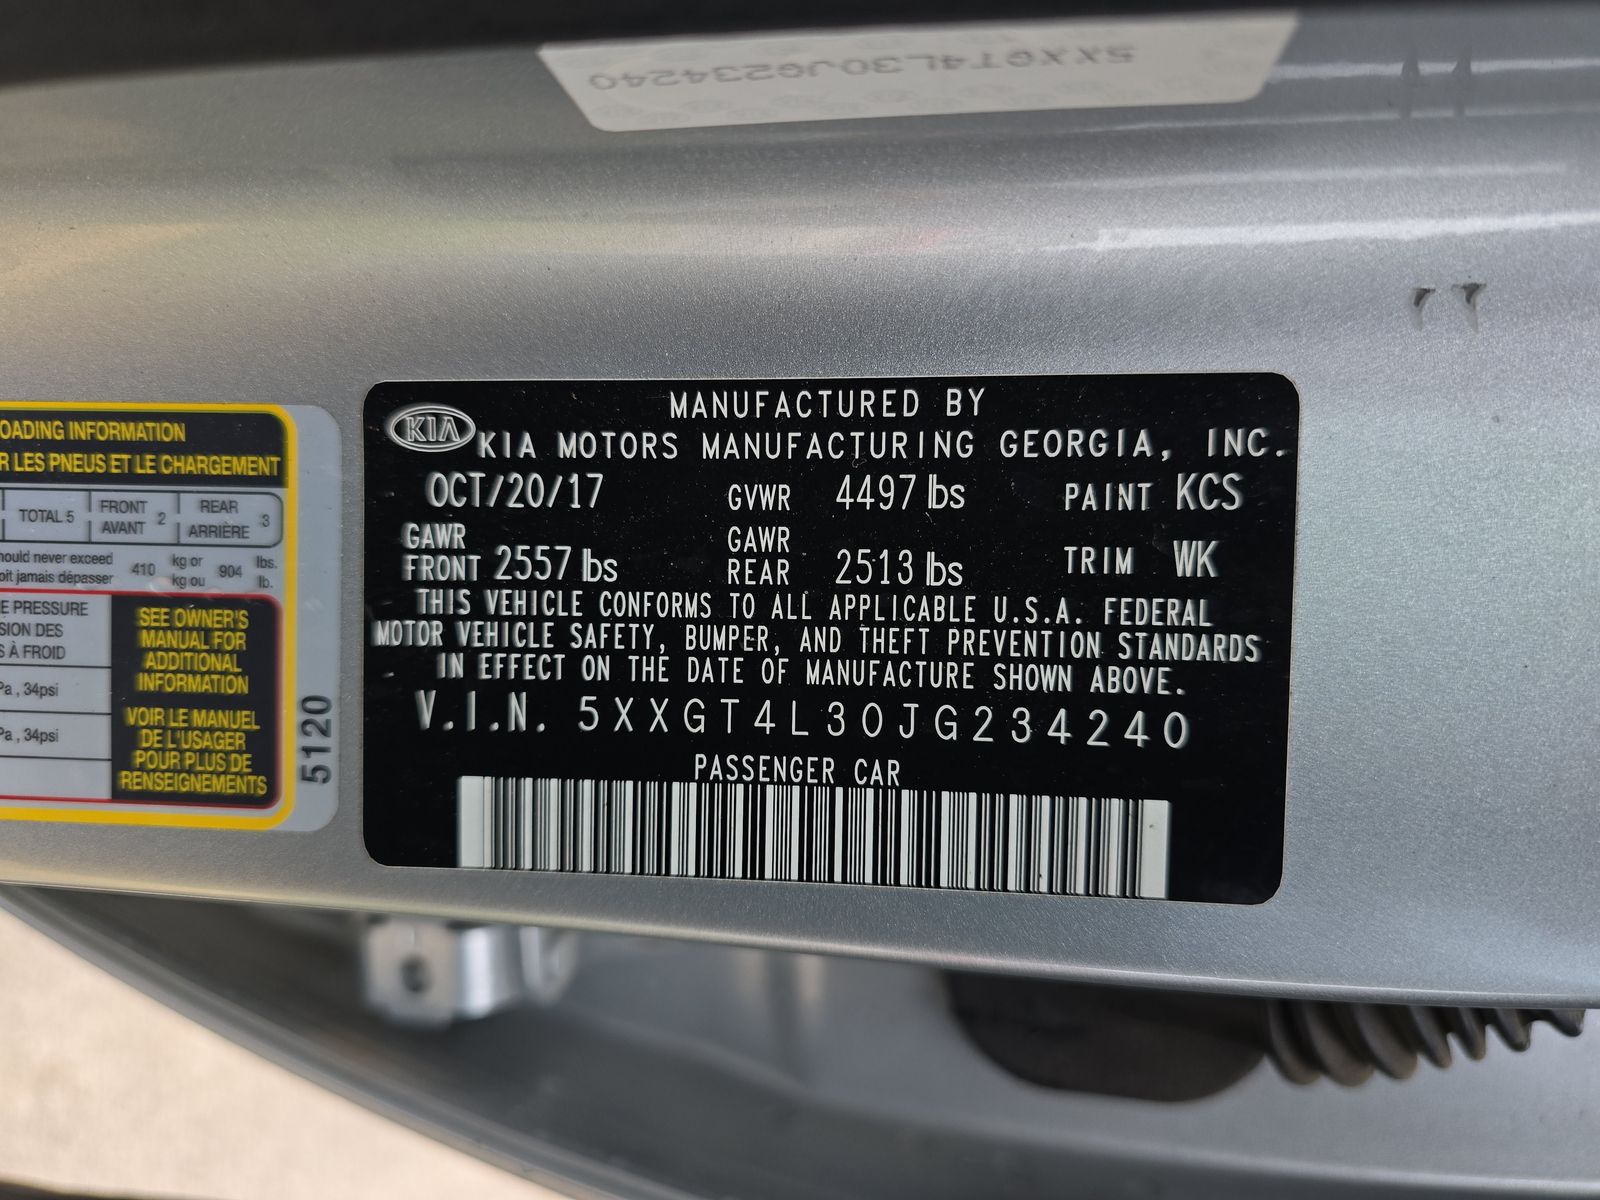 5XXGT4L30JG234240
OADING INFORMATION
R LES PNEUS ET LE CHARGEMENT
TOTAL 5
FRONT
AVANT 2
REAR
ARRIÈRE 3
hould never exceed 410 kg or 904 lbs.
oit jamais dépasser kg ou lb.
E PRESSURE
SION DES
S À FROID
Pa , 34psi
Pa , 34psi
SEE OWNER'S
MANUAL FOR
ADDITIONAL
INFORMATION
VOIR LE MANUEL
DE L'USAGER
POUR PLUS DE
RENSEIGNEMENTS
5120
MANUFACTURED BY
KIA KIA MOTORS MANUFACTURING GEORGIA, INC.
OCT/20/17 GVWR 4497 lbs PAINT KCS
GAWR FRONT 2557 lbs GAWR REAR 2513 lbs TRIM WK
THIS VEHICLE CONFORMS TO ALL APPLICABLE U.S.A. FEDERAL
MOTOR VEHICLE SAFETY, BUMPER, AND THEFT PREVENTION STANDARDS
IN EFFECT ON THE DATE OF MANUFACTURE SHOWN ABOVE.
V.I.N. 5XXGT4L30JG234240
PASSENGER CAR